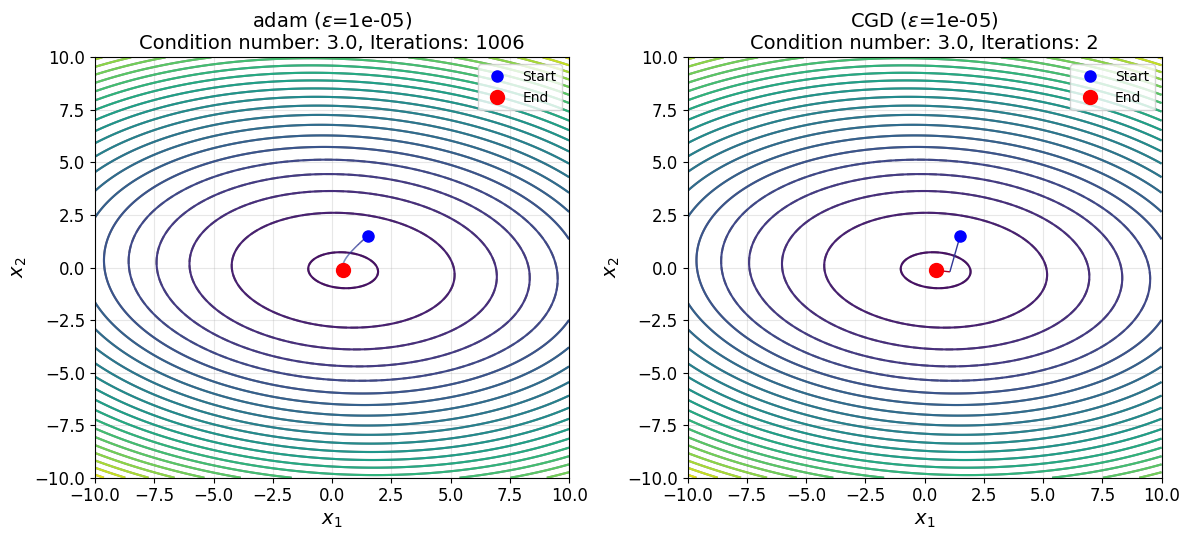 adam (ε=1e-05)
Condition number: 3.0, Iterations: 1006
10.0
7.5
5.0
2.5
0.0
−2.5
−5.0
−7.5
−10.0
x₂
Start
End
−10.0 −7.5 −5.0 −2.5 0.0 2.5 5.0 7.5 10.0
x₁
CGD (ε=1e-05)
Condition number: 3.0, Iterations: 2
10.0
7.5
5.0
2.5
0.0
−2.5
−5.0
−7.5
−10.0
x₂
Start
End
−10.0 −7.5 −5.0 −2.5 0.0 2.5 5.0 7.5 10.0
x₁